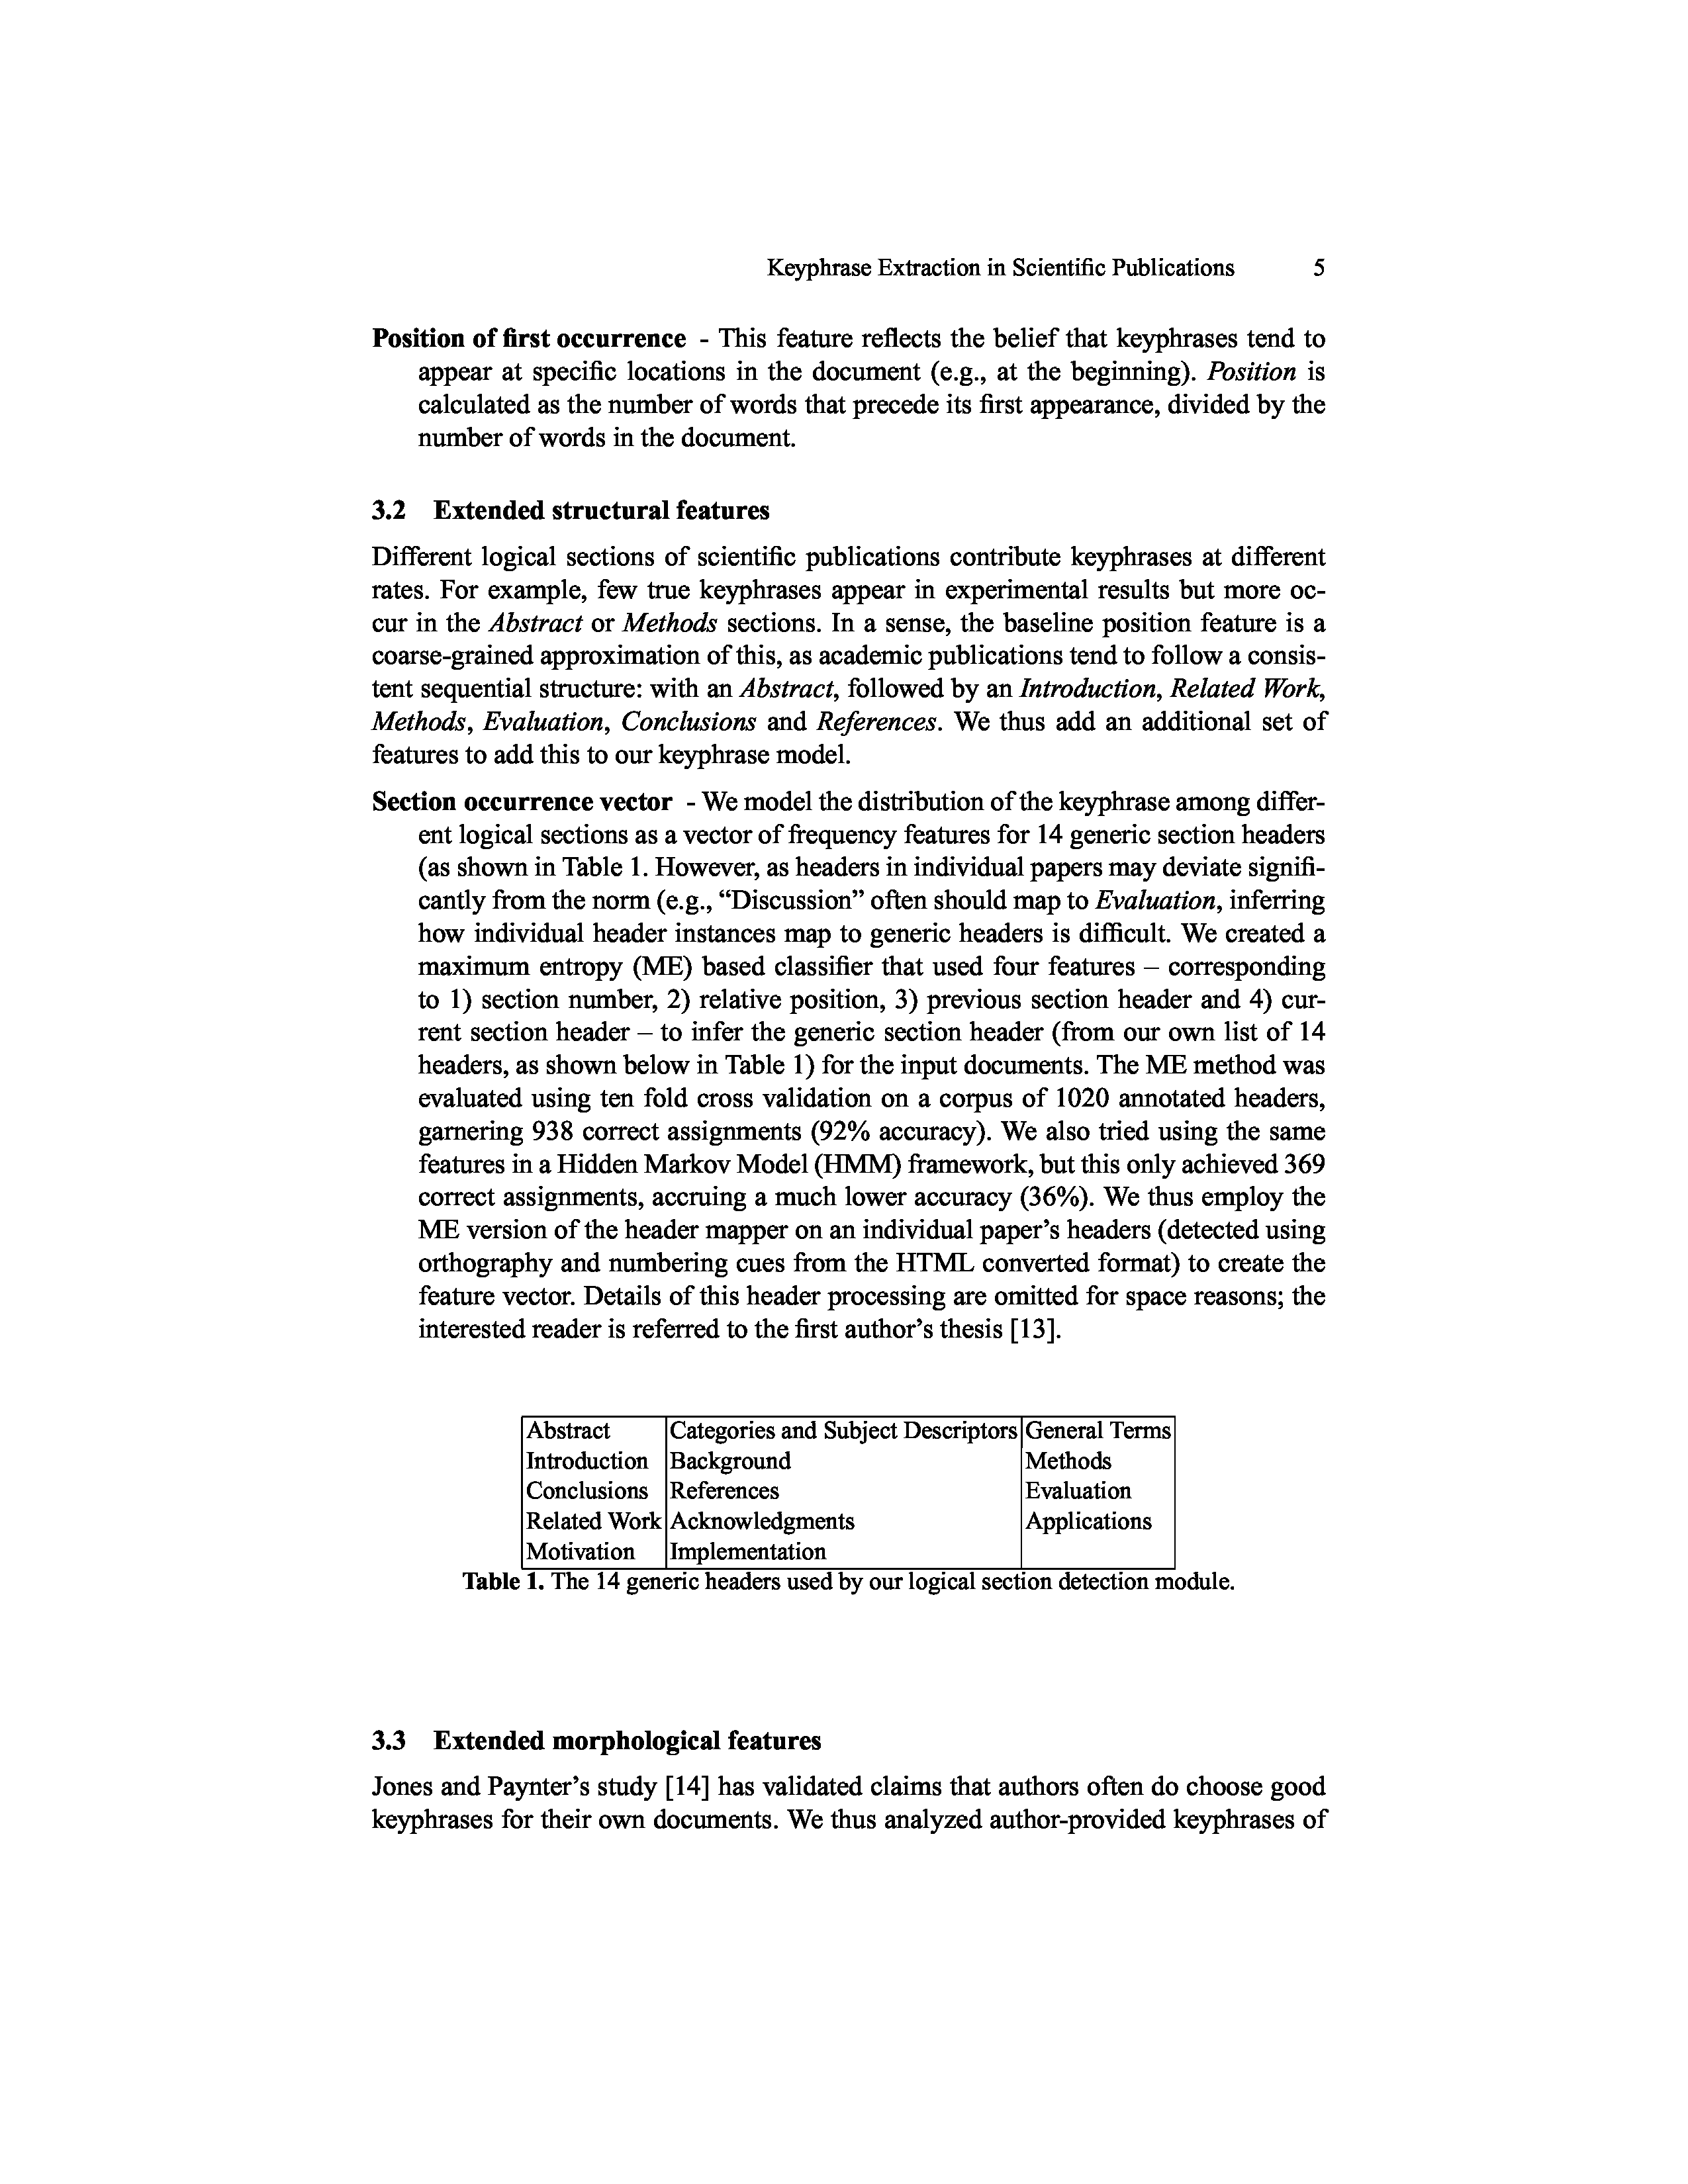 Keyphrase Extraction in Scientific Publications 5
Position of first occurrence - This feature reflects the belief that keyphrases tend to
appear at specific locations in the document (e.g., at the beginning). Position is
calculated as the number of words that precede its first appearance, divided by the
number of words in the document.
3.2 Extended structural features
Different logical sections of scientific publications contribute keyphrases at different
rates. For example, few true keyphrases appear in experimental results but more oc-
cur in the Abstract or Methods sections. In a sense, the baseline position feature is a
coarse-grained approximation of this, as academic publications tend to follow a consis-
tent sequential structure: with an Abstract, followed by an Introduction, Related Work,
Methods, Evaluation, Conclusions and References. We thus add an additional set of
features to add this to our keyphrase model.
Section occurrence vector - We model the distribution of the keyphrase among differ-
ent logical sections as a vector of frequency features for 14 generic section headers
(as shown in Table 1. However, as headers in individual papers may deviate signifi-
cantly from the norm (e.g., “Discussion” often should map to Evaluation, inferring
how individual header instances map to generic headers is difficult. We created a
maximum entropy (ME) based classifier that used four features – corresponding
to 1) section number, 2) relative position, 3) previous section header and 4) cur-
rent section header – to infer the generic section header (from our own list of 14
headers, as shown below in Table 1) for the input documents. The ME method was
evaluated using ten fold cross validation on a corpus of 1020 annotated headers,
garnering 938 correct assignments (92% accuracy). We also tried using the same
features in a Hidden Markov Model (HMM) framework, but this only achieved 369
correct assignments, accruing a much lower accuracy (36%). We thus employ the
ME version of the header mapper on an individual paper’s headers (detected using
orthography and numbering cues from the HTML converted format) to create the
feature vector. Details of this header processing are omitted for space reasons; the
interested reader is referred to the first author’s thesis [13].
Abstract Categories and Subject Descriptors General Terms
Introduction Background Methods
Conclusions References Evaluation
Related Work Acknowledgments Applications
Motivation Implementation
Table 1. The 14 generic headers used by our logical section detection module.
3.3 Extended morphological features
Jones and Paynter’s study [14] has validated claims that authors often do choose good
keyphrases for their own documents. We thus analyzed author-provided keyphrases of